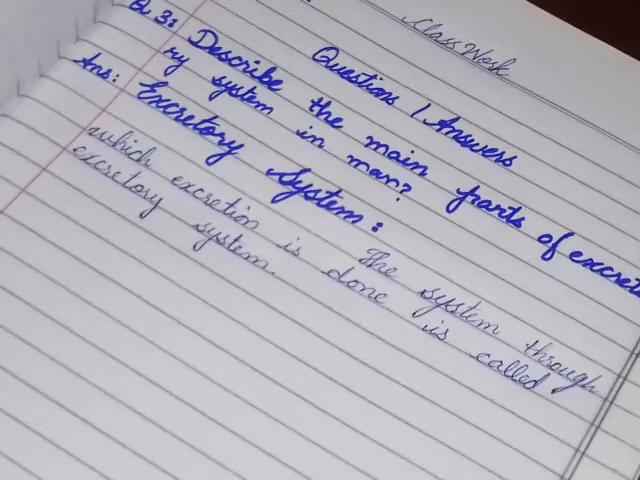 Class Work
Questions / Answers
Q. 3: Describe the main parts of excreto
ry system in man?
Ans: Excretory System:
The system through
which excretion is done is called
excretory system.